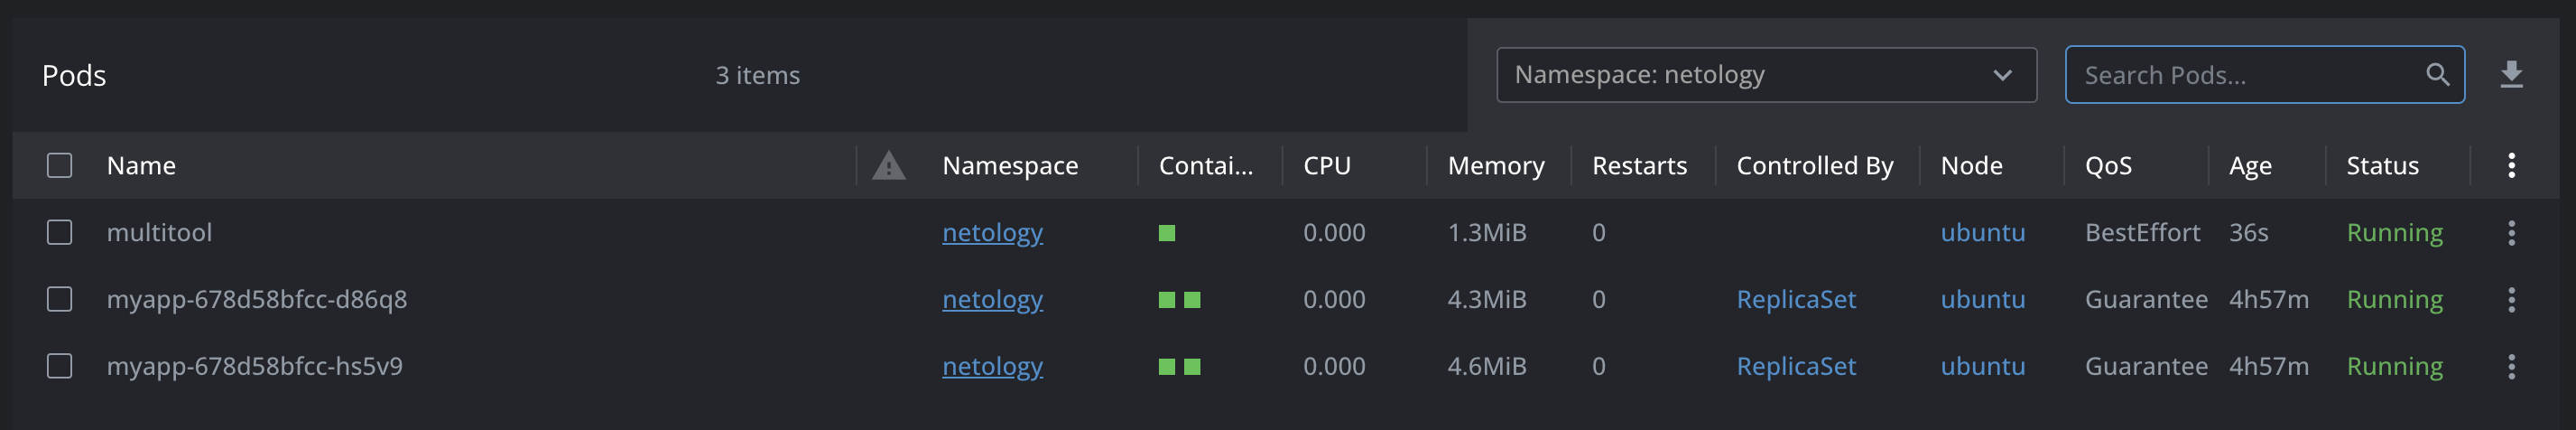 Pods 3 items Namespace: netology Search Pods...
Name Namespace Contai... CPU Memory Restarts Controlled By Node QoS Age Status
multitool netology 0.000 1.3MiB 0 ubuntu BestEffort 36s Running
myapp-678d58bfcc-d86q8 netology 0.000 4.3MiB 0 ReplicaSet ubuntu Guarantee 4h57m Running
myapp-678d58bfcc-hs5v9 netology 0.000 4.6MiB 0 ReplicaSet ubuntu Guarantee 4h57m Running